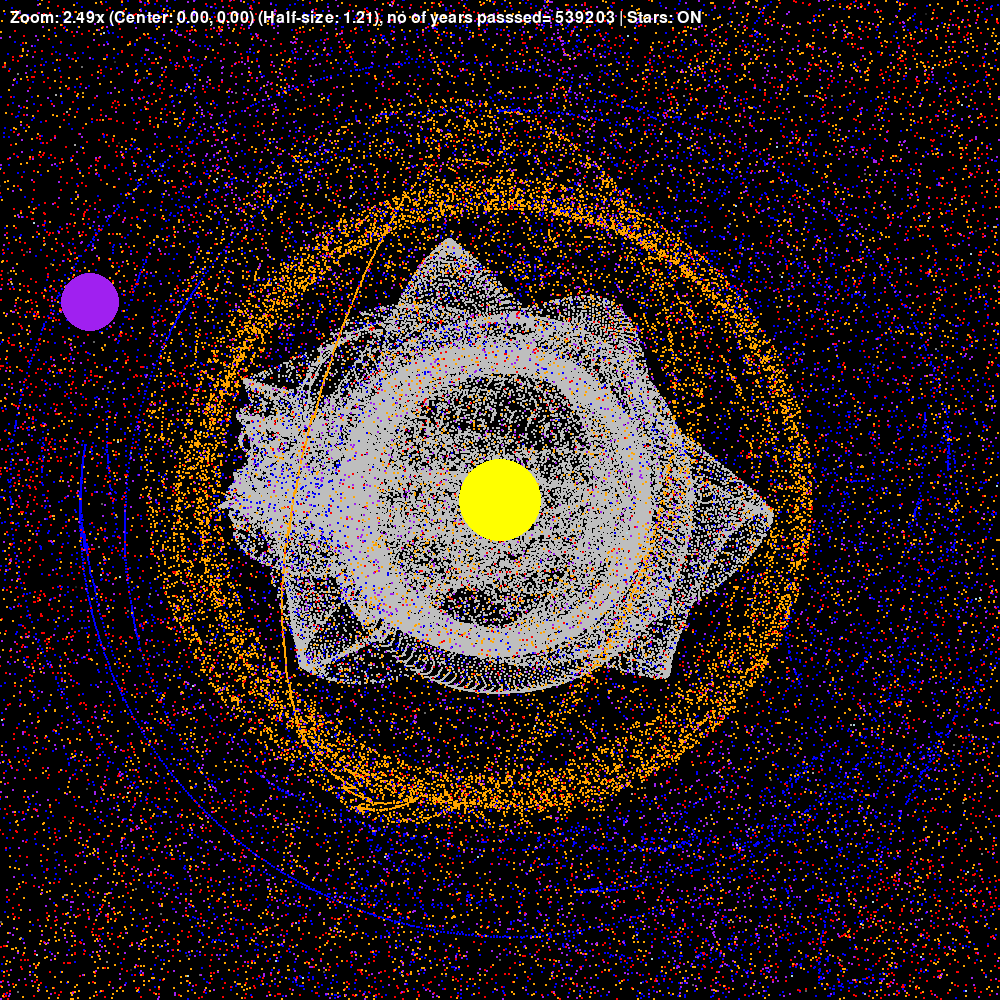 Zoom: 2.49x (Center: 0.00, 0.00) (Half-size: 1.21), no of years passsed= 539203 | Stars: ON